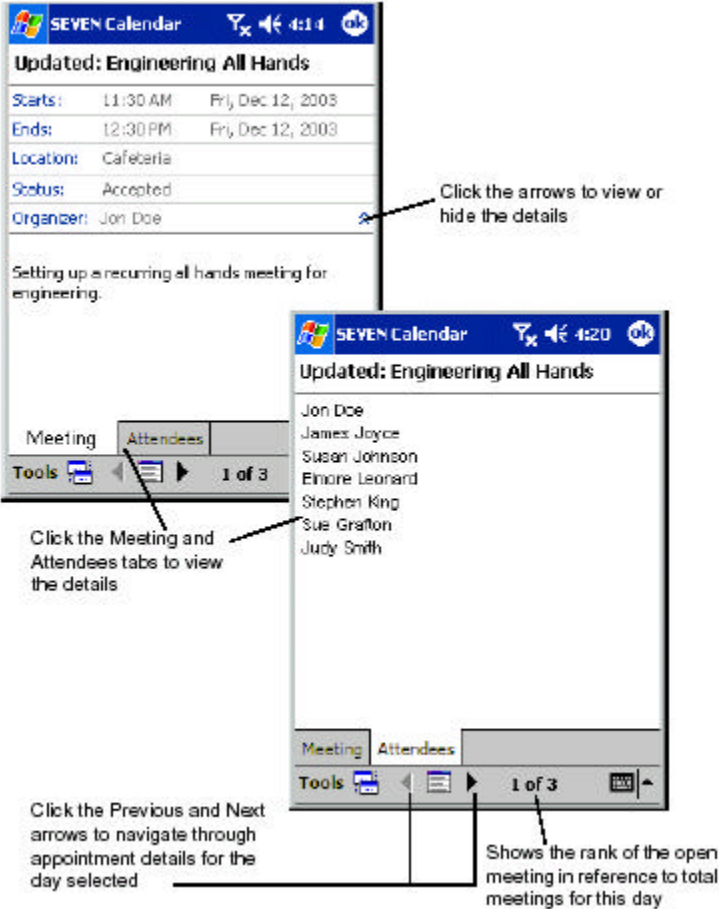 SEVEN Calendar 4:14 ok
Updated: Engineering All Hands
Starts: 11:30 AM Fri, Dec 12, 2003
Ends: 12:30 PM Fri, Dec 12, 2003
Location: Cafeteria
Status: Accepted
Organizer: Jon Doe
Click the arrows to view or
hide the details
Setting up a recurring all hands meeting for
engineering.
Meeting Attendees
Tools 1 of 3
Click the Meeting and
Attendees tabs to view
the details
SEVEN Calendar 4:20 ok
Updated: Engineering All Hands
Jon Doe
James Joyce
Susan Johnson
Elmore Leonard
Stephen King
Sue Grafton
Judy Smith
Meeting Attendees
Tools 1 of 3
Click the Previous and Next
arrows to navigate through
appointment details for the
day selected
Shows the rank of the open
meeting in reference to total
meetings for this day